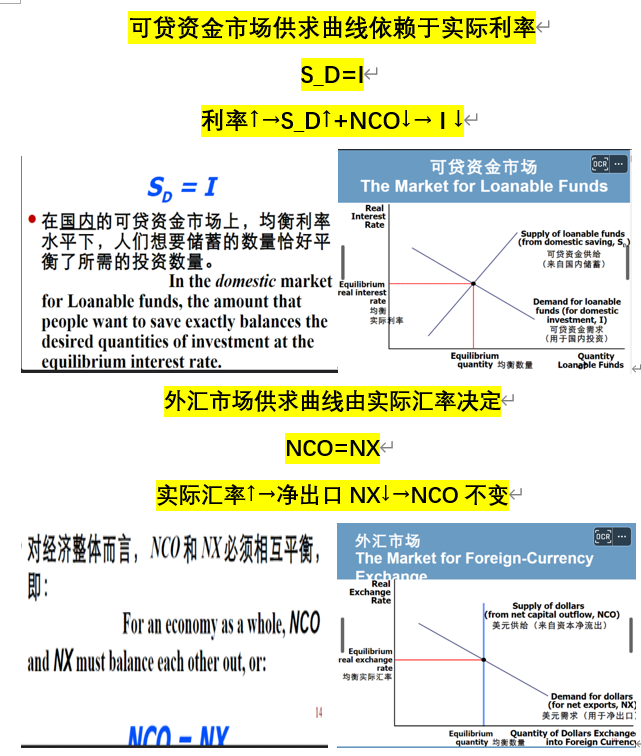 可贷资金市场供求曲线依赖于实际利率
S_D=I
利率↑→S_D↑+NCO↓→ I ↓
S_D = I
在国内的可贷资金市场上，均衡利率
水平下，人们想要储蓄的数量恰好平
衡了所需的投资数量。
In the domestic market
for Loanable funds, the amount that
people want to save exactly balances the
desired quantities of investment at the
equilibrium interest rate.
可贷资金市场
OCR
The Market for Loanable Funds
Real
Interest
Rate
Supply of loanable funds
(from domestic saving, S_D)
可贷资金供给
（来自国内储蓄）
Equilibrium
real interest
rate
均衡
实际利率
Demand for loanable
funds (for domestic
investment, I)
可贷资金需求
（用于国内投资）
Equilibrium
quantity 均衡数量
Quantity
Loanable Funds
外汇市场供求曲线由实际汇率决定
NCO=NX
实际汇率↑→净出口 NX↓→NCO 不变
对经济整体而言，NCO和NX必须相互平衡，
即：
For an economy as a whole, NCO
and NX must balance each other out, or:
14
NCO = NX
外汇市场
OCR
The Market for Foreign-Currency
Exchange
Real
Exchange
Rate
Supply of dollars
(from net capital outflow, NCO)
美元供给（来自资本净流出）
Equilibrium
real exchange
rate
均衡实际汇率
Demand for dollars
(for net exports, NX)
美元需求（用于净出口）
Equilibrium
quantity 均衡数量
Quantity of Dollars Exchange
into Foreign Currency